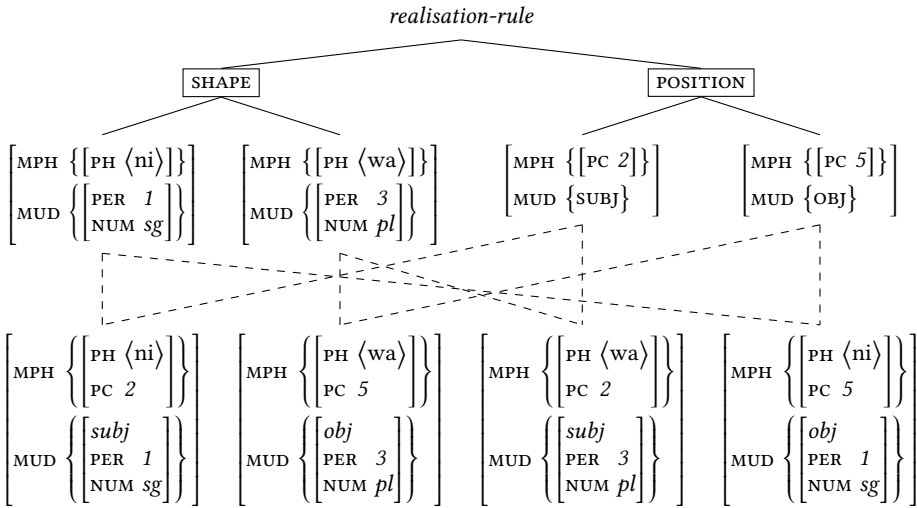 realisation-rule
SHAPE POSITION
[MPH {[PH ⟨ni⟩]}] [MPH {[PH ⟨wa⟩]}] [MPH {[PC 2]}] [MPH {[PC 5]}]
[MUD {[PER 1 NUM sg]}] [MUD {[PER 3 NUM pl]}] [MUD {SUBJ}] [MUD {OBJ}]
[MPH {[PH ⟨ni⟩ PC 2]}] [MPH {[PH ⟨wa⟩ PC 5]}] [MPH {[PH ⟨wa⟩ PC 2]}] [MPH {[PH ⟨ni⟩ PC 5]}]
[MUD {[subj PER 1 NUM sg]}] [MUD {[obj PER 3 NUM pl]}] [MUD {[subj PER 3 NUM pl]}] [MUD {[obj PER 1 NUM sg]}]